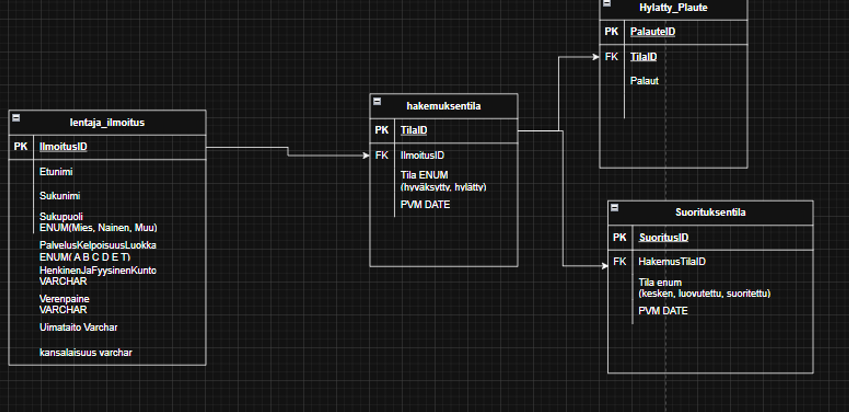 Hylatty_Plaute
PK PalauteID
FK TilaID
Palaut
hakemuksentila
PK TilaID
FK IlmoitusID
Tila ENUM
(hyväksytty, hylätty)
PVM DATE
lentaja_ilmoitus
PK IlmoitusID
Etunimi
Sukunimi
Sukupuoli
ENUM(Mies, Nainen, Muu)
PalvelusKelpoisuusLuokka
ENUM( A B C D E T)
HenkinenJaFyysinenKunto
VARCHAR
Verenpaine
VARCHAR
Uimataito Varchar
kansalaisuus varchar
Suorituksentila
PK SuoritusID
FK HakemusTilaID
Tila enum
(kesken, luovutettu, suoritettu)
PVM DATE